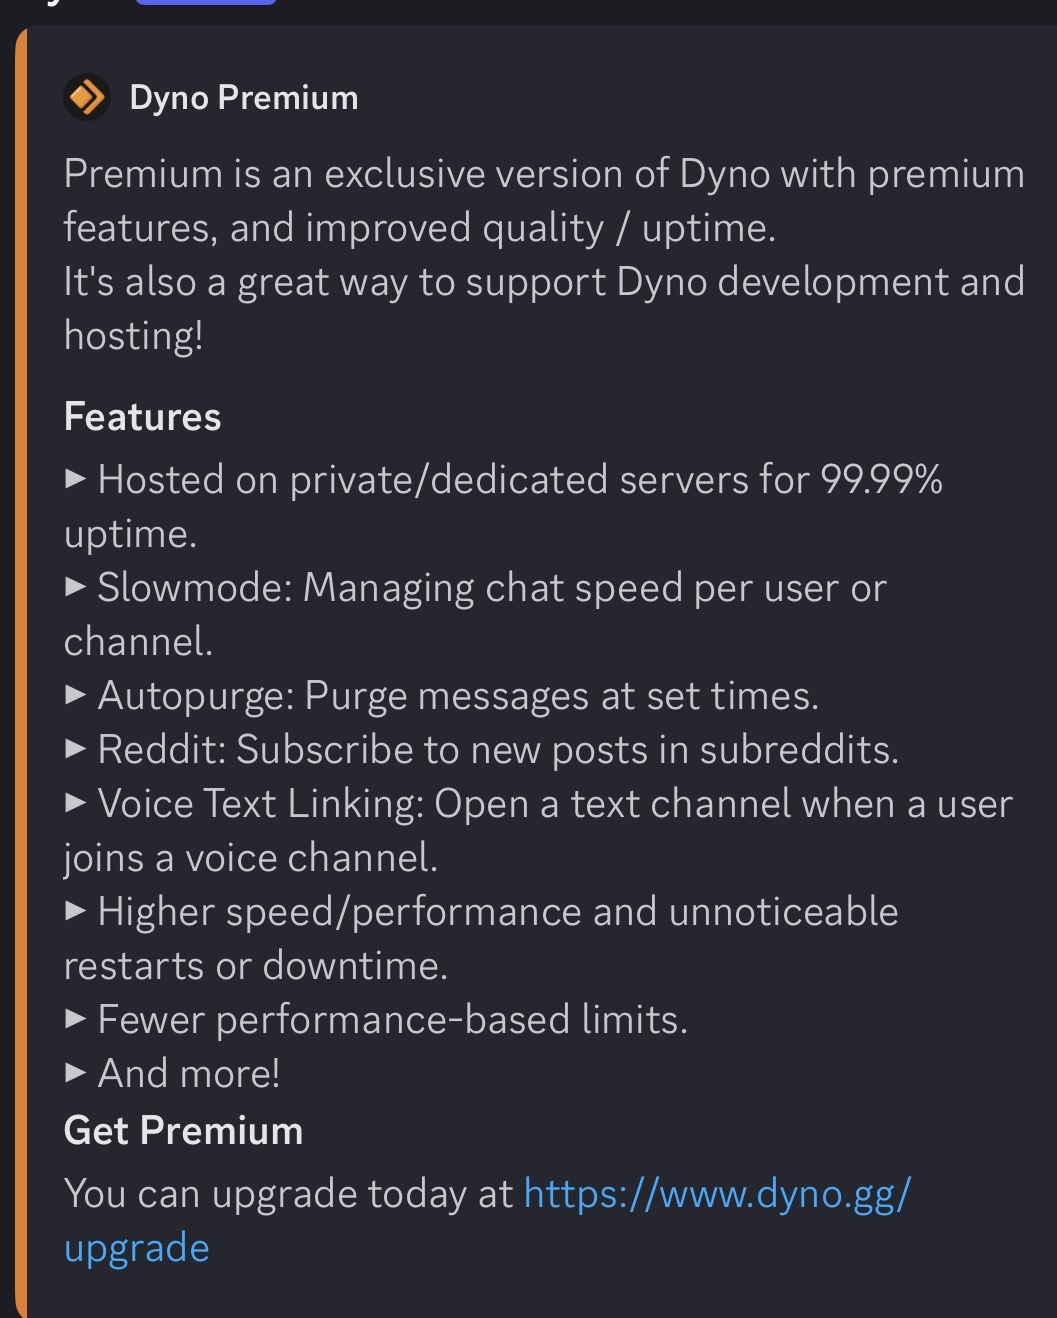 Dyno Premium
Premium is an exclusive version of Dyno with premium
features, and improved quality / uptime.
It's also a great way to support Dyno development and
hosting!
Features
► Hosted on private/dedicated servers for 99.99%
uptime.
► Slowmode: Managing chat speed per user or
channel.
► Autopurge: Purge messages at set times.
► Reddit: Subscribe to new posts in subreddits.
► Voice Text Linking: Open a text channel when a user
joins a voice channel.
► Higher speed/performance and unnoticeable
restarts or downtime.
► Fewer performance-based limits.
► And more!
Get Premium
You can upgrade today at https://www.dyno.gg/
upgrade